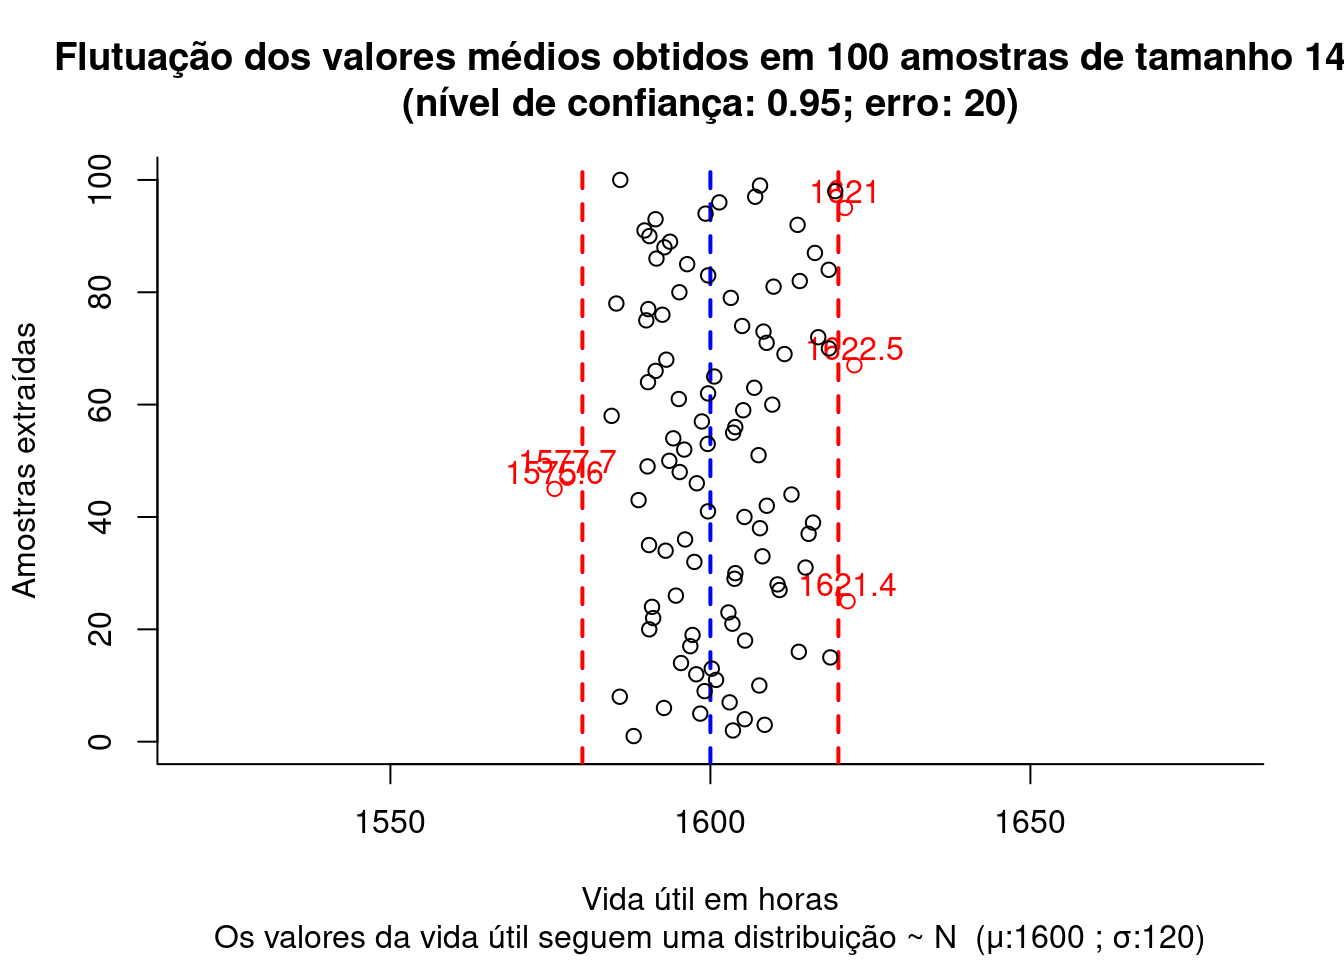 Flutuação dos valores médios obtidos em 100 amostras de tamanho 14
(nível de confiança: 0.95; erro: 20)
Amostras extraídas
100
80
60
40
20
0
1621
1622.5
1577.7
1575.6
1621.4
1550
1600
1650
Vida útil em horas
Os valores da vida útil seguem uma distribuição ~ N (μ:1600 ; σ:120)